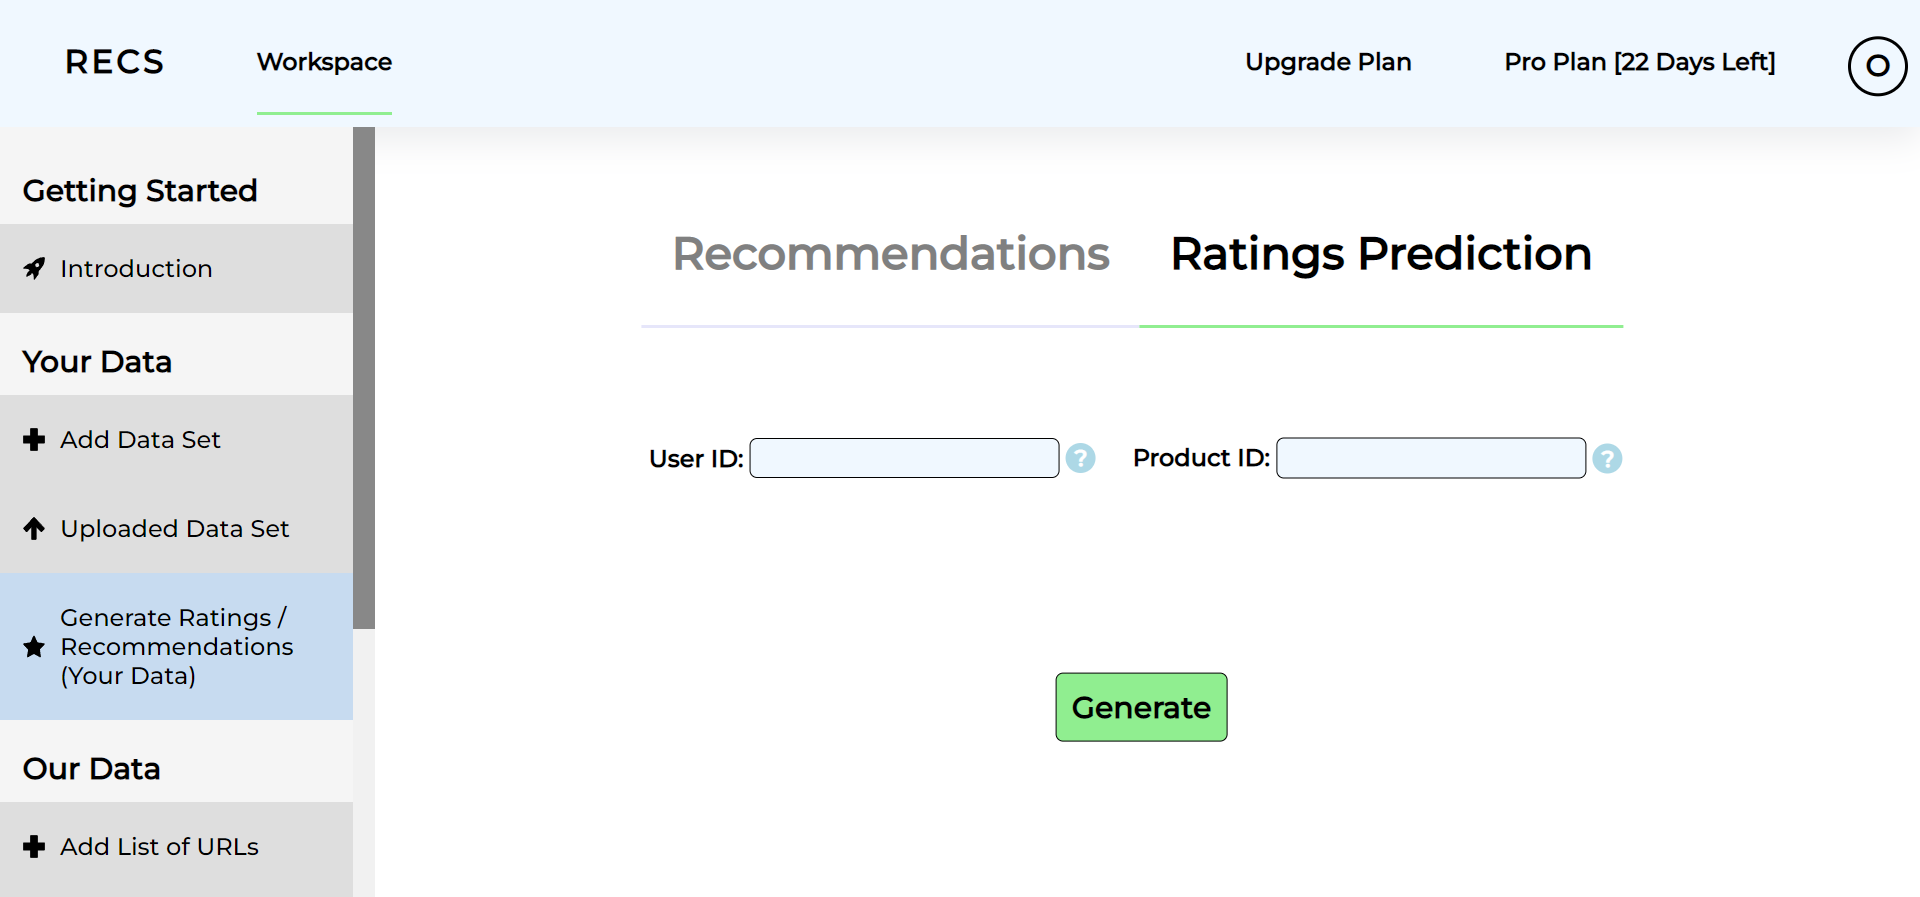 RECS
Workspace
Upgrade Plan
Pro Plan [22 Days Left]
O
Getting Started
Introduction
Your Data
Add Data Set
Uploaded Data Set
Generate Ratings /
Recommendations
(Your Data)
Our Data
Add List of URLs
Recommendations
Ratings Prediction
User ID:
?
Product ID:
?
Generate